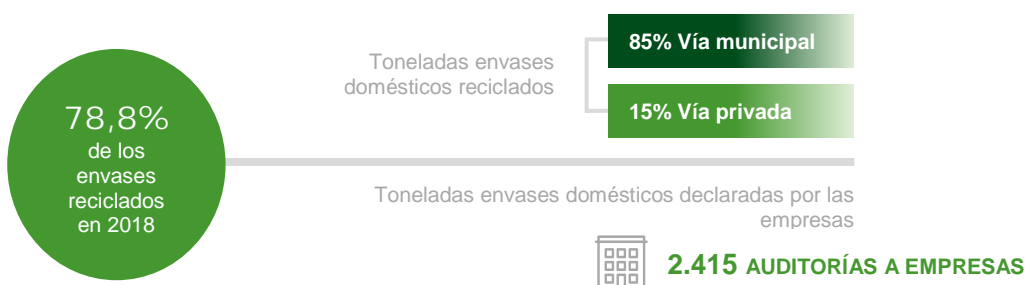 78,8%
de los
envases
reciclados
en 2018
Toneladas envases
domésticos reciclados
85% Vía municipal
15% Vía privada
Toneladas envases domésticos declaradas por las
empresas
2.415 AUDITORÍAS A EMPRESAS